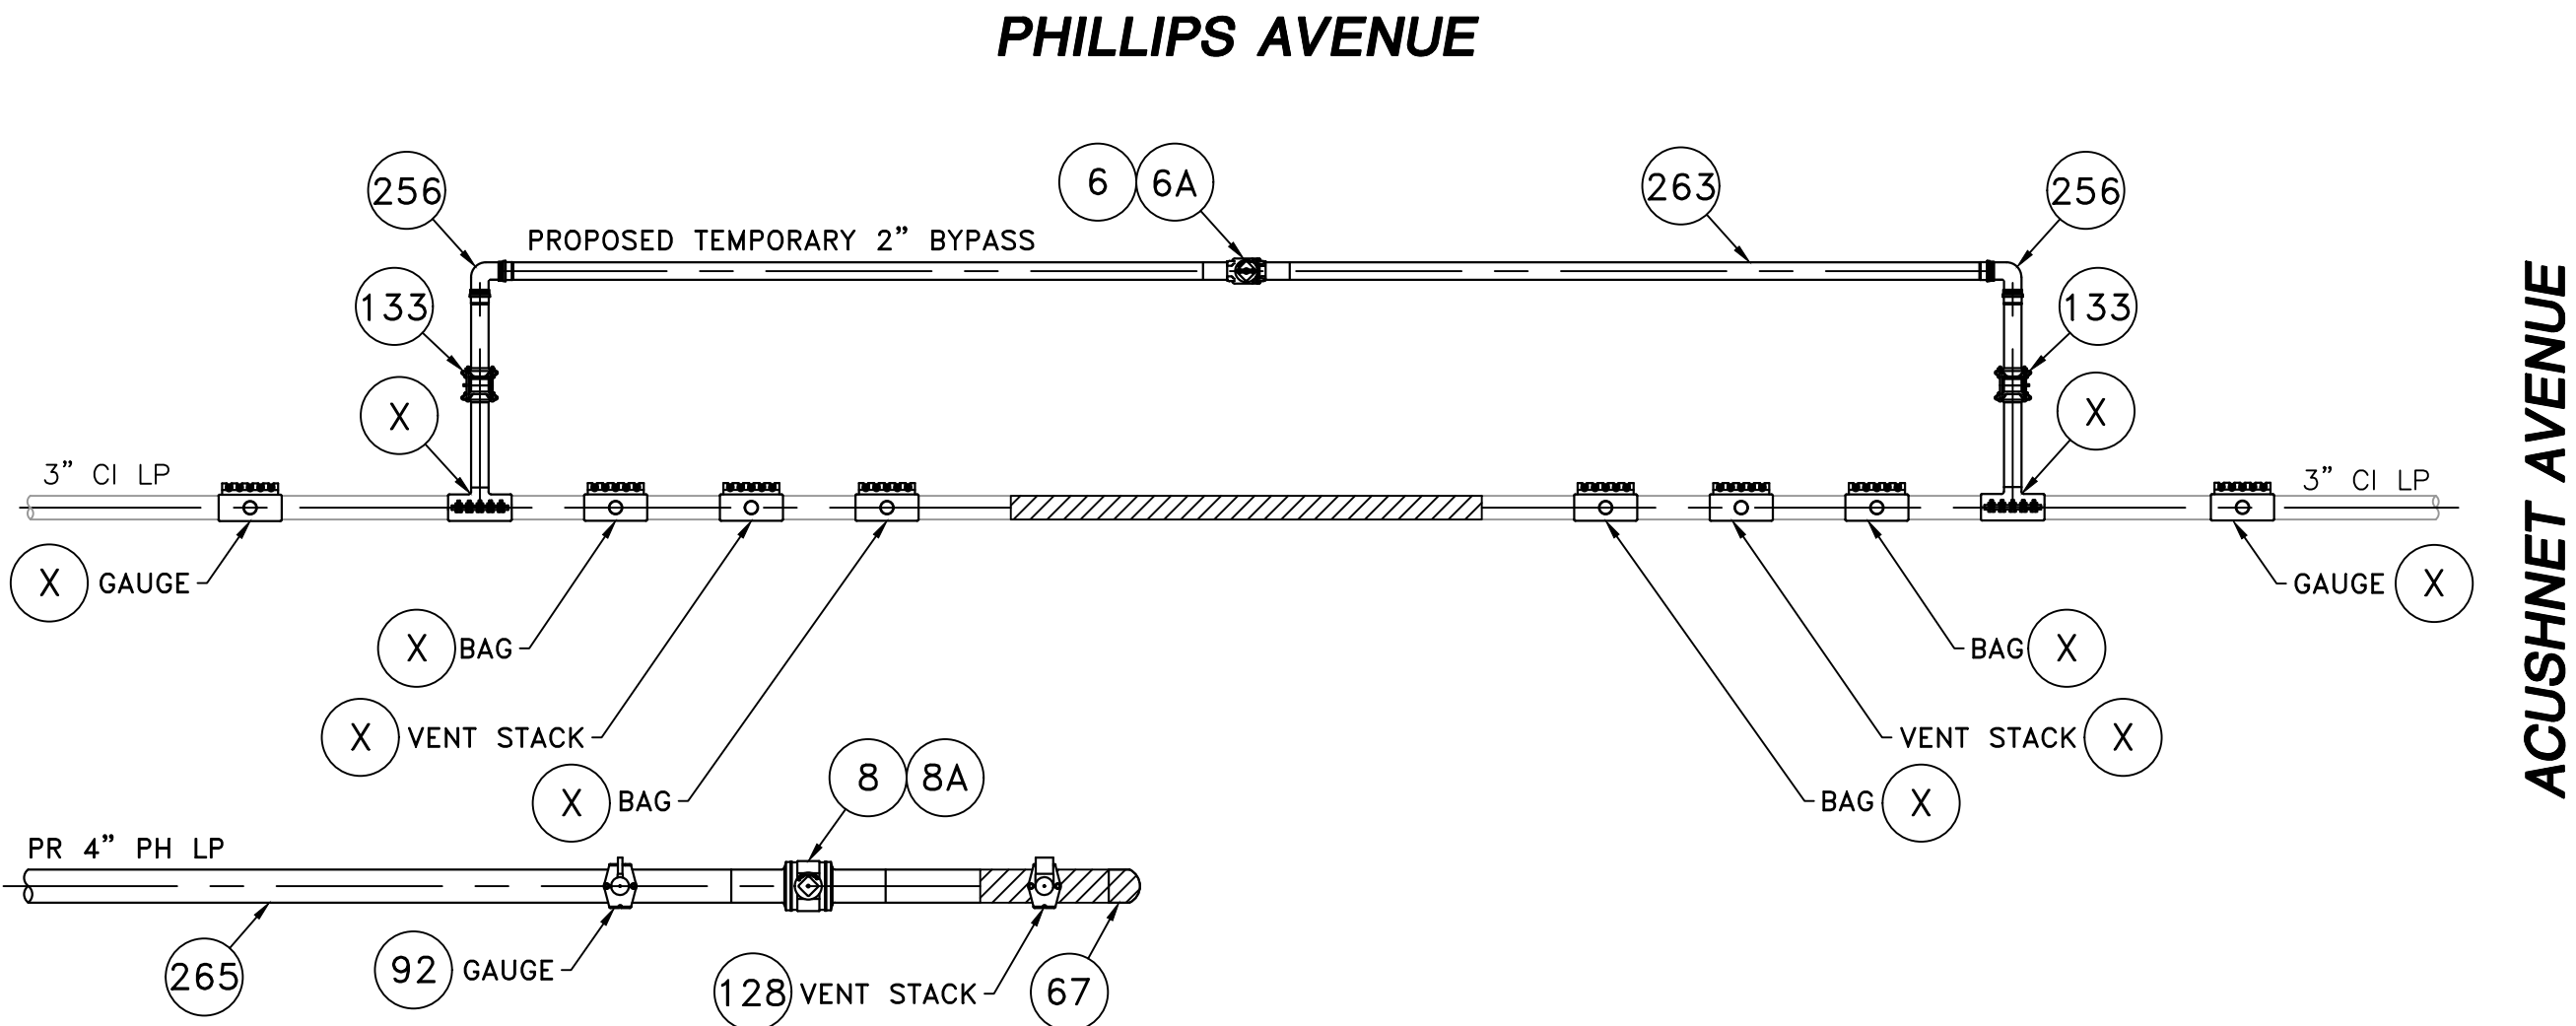 PHILLIPS AVENUE
256
6
6A
263
256
PROPOSED TEMPORARY 2” BYPASS
133
133
X
X
3” CI LP
3” CI LP
ACUSHNET AVENUE
X GAUGE
GAUGE X
X BAG
BAG X
X VENT STACK
VENT STACK X
8
8A
X BAG
BAG X
PR 4” PH LP
265
92 GAUGE
128 VENT STACK
67